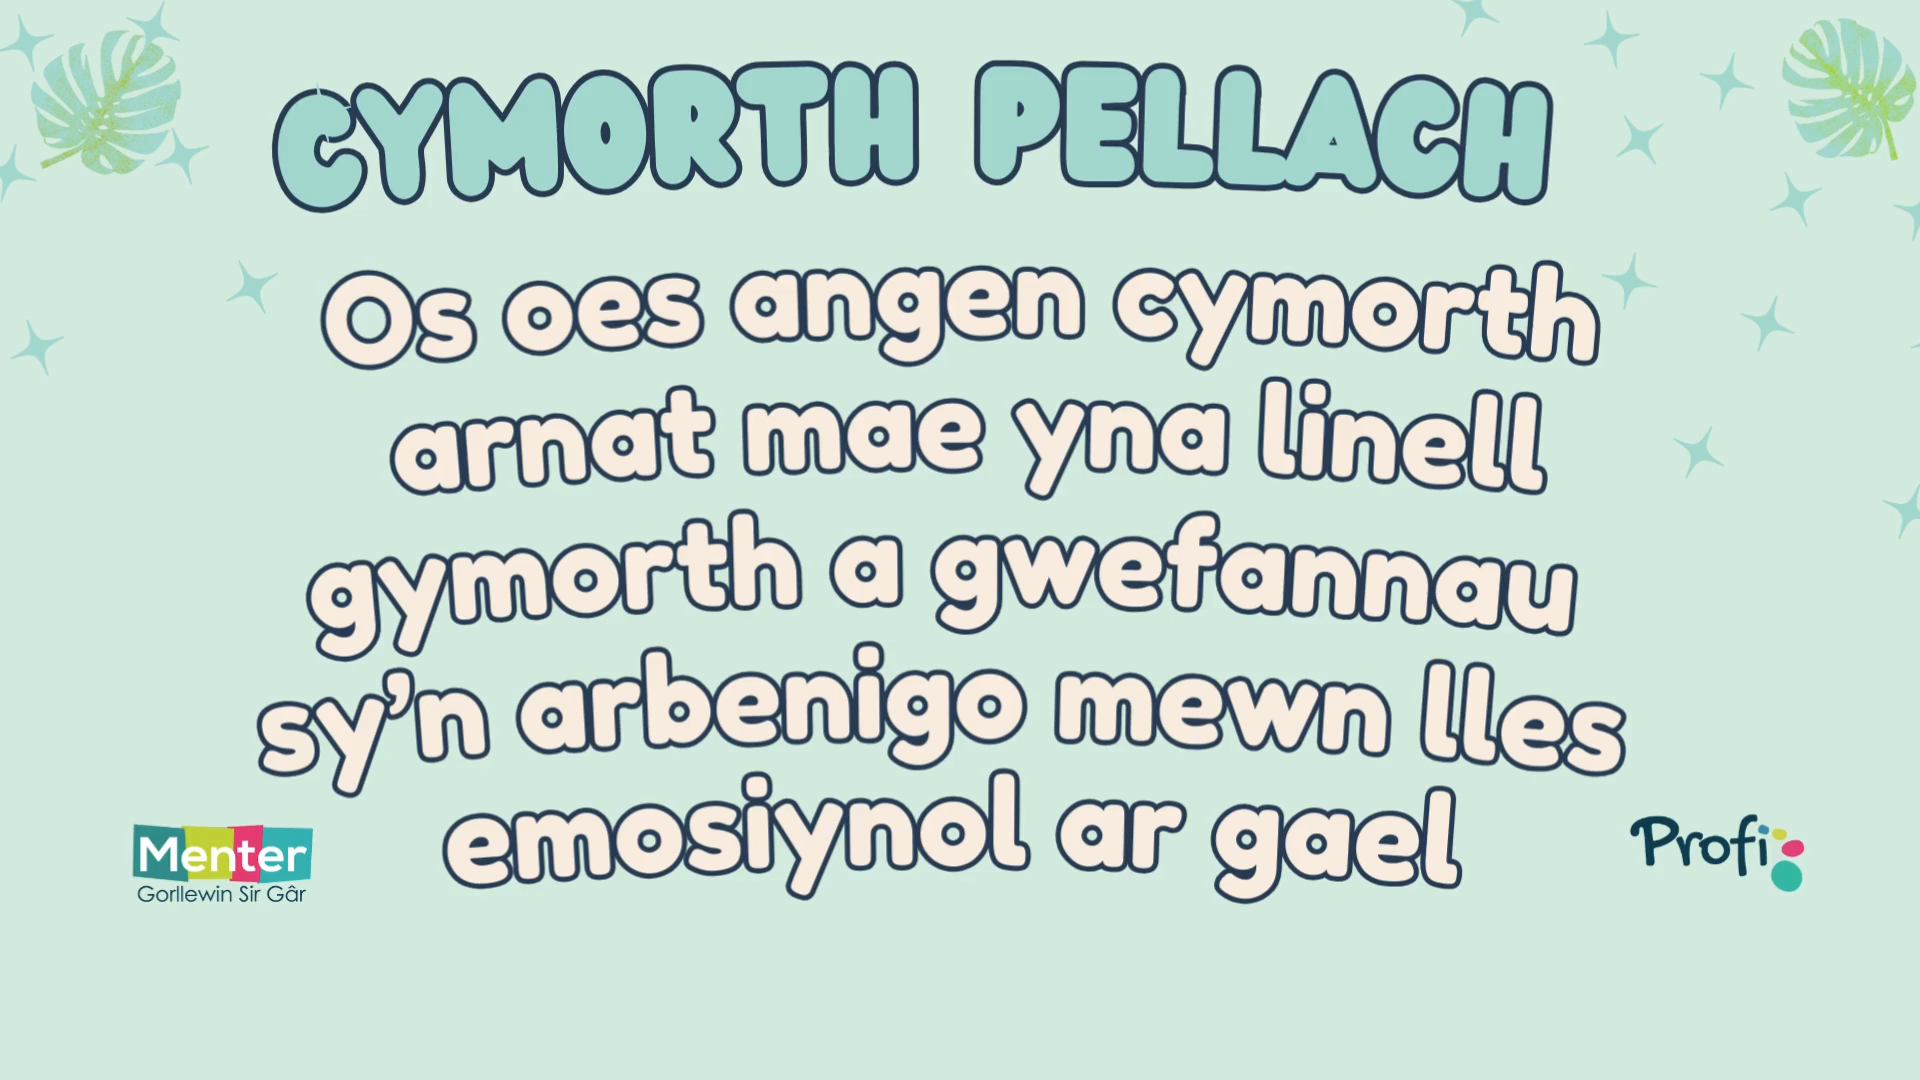 CYMORTH PELLACH
Os oes angen cymorth
arnat mae yna linell
gymorth a gwefannau
sy’n arbenigo mewn lles
emosiynol ar gael
Menter
Gorllewin Sir Gâr
Profi